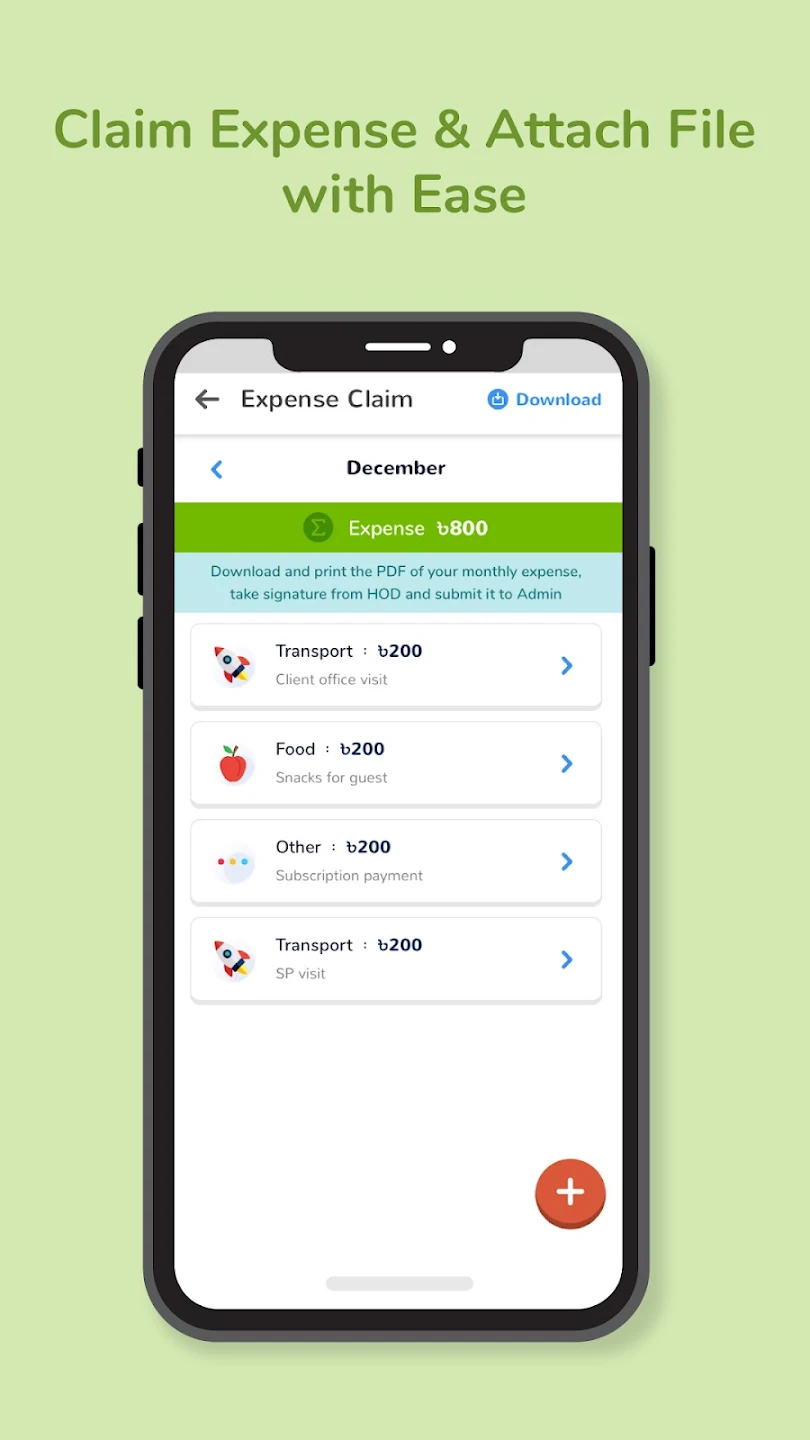 Claim Expense & Attach File
with Ease
Expense Claim
Download
December
Expense ৳800
Download and print the PDF of your monthly expense,
take signature from HOD and submit it to Admin
Transport : ৳200
Client office visit
Food : ৳200
Snacks for guest
Other : ৳200
Subscription payment
Transport : ৳200
SP visit